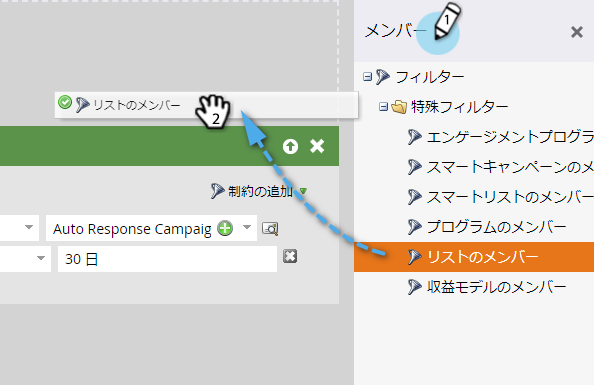 メンバー
1
フィルター
特殊フィルター
エンゲージメントプログラ
スマートキャンペーンのメ
スマートリストのメンバー
プログラムのメンバー
リストのメンバー
収益モデルのメンバー
リストのメンバー
2
制約の追加
Auto Response Campaig
30 日